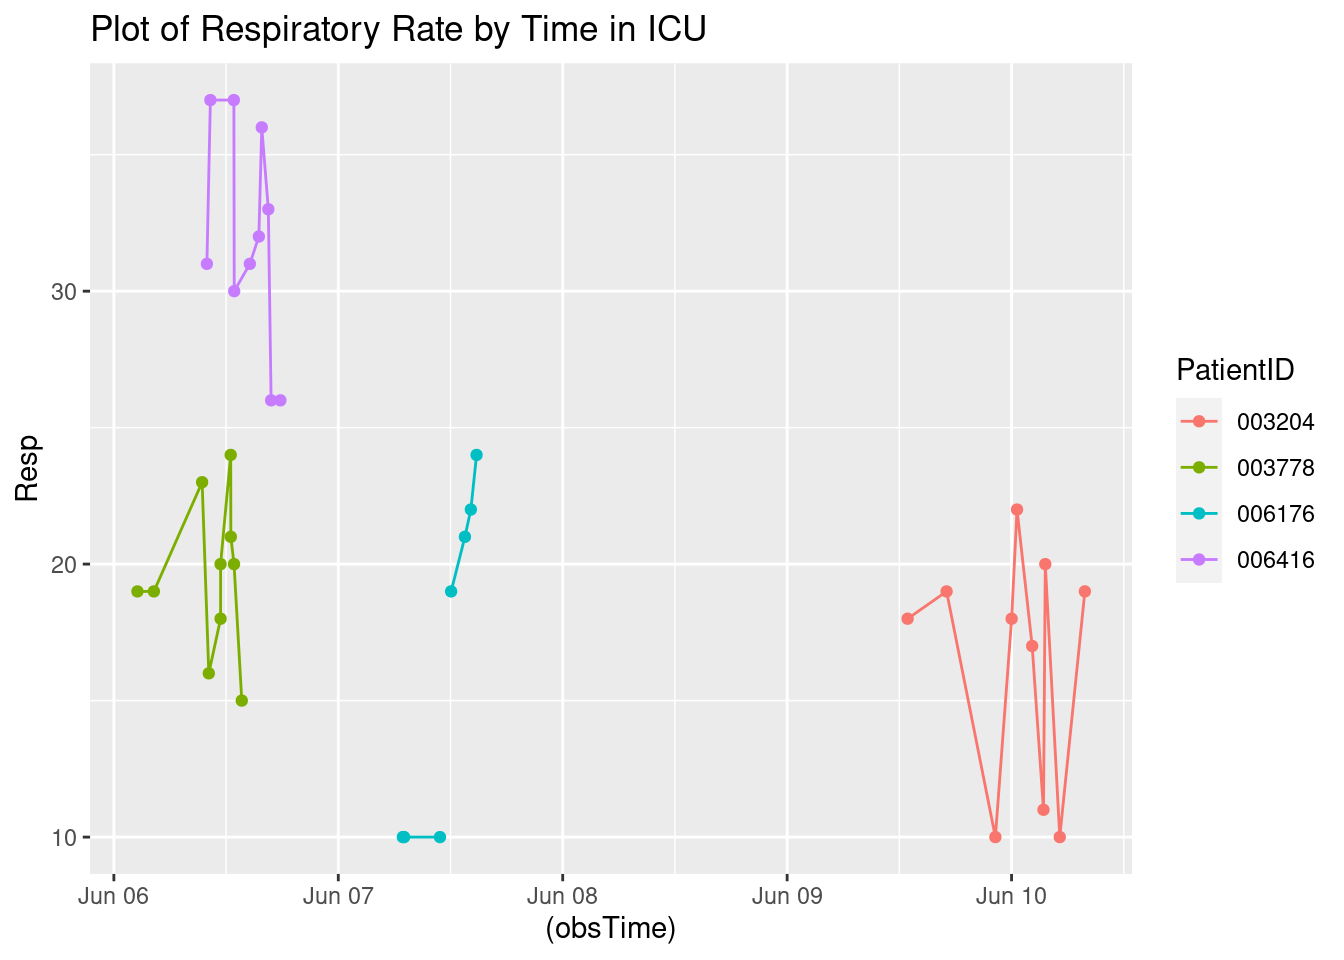 Plot of Respiratory Rate by Time in ICU
Resp
30
20
10
Jun 06 Jun 07 Jun 08 Jun 09 Jun 10
(obsTime)
PatientID
003204
003778
006176
006416